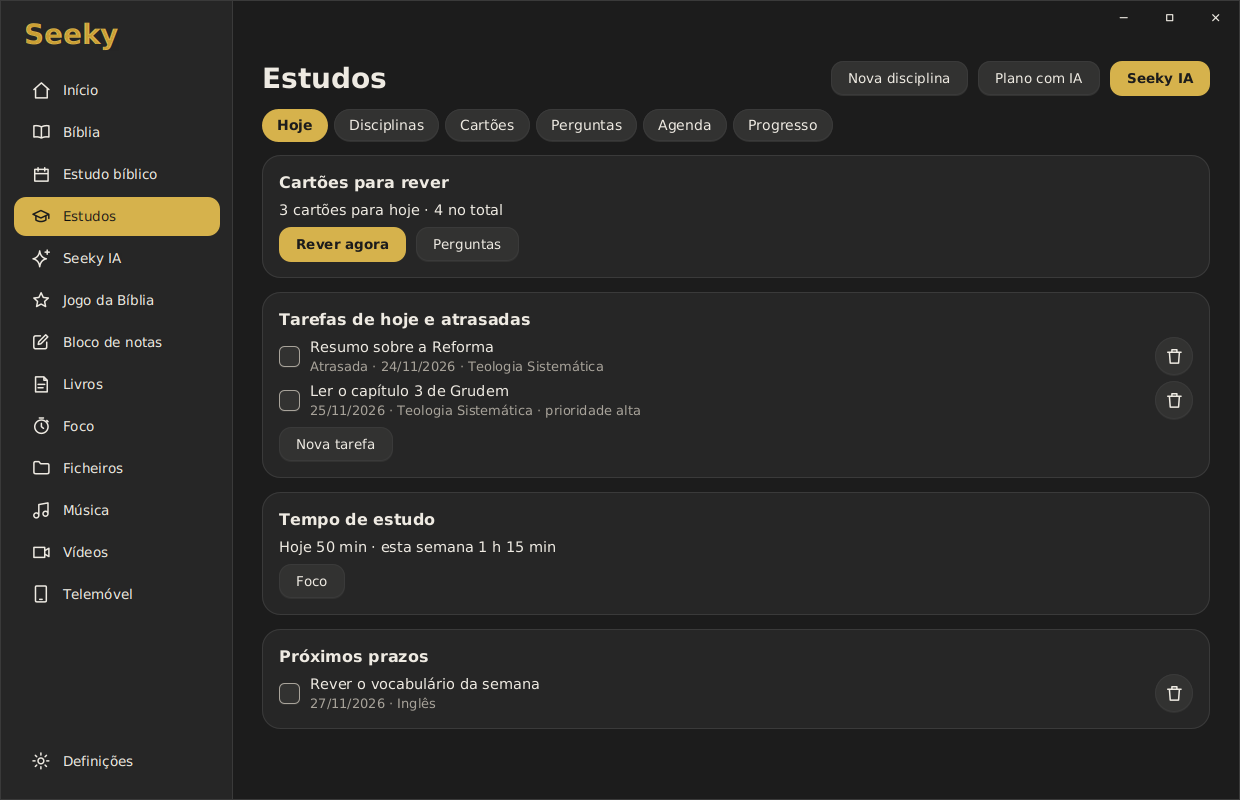 Seeky
Início
Bíblia
Estudo bíblico
Estudos
Seeky IA
Jogo da Bíblia
Bloco de notas
Livros
Foco
Ficheiros
Música
Vídeos
Telemóvel
Definições
Estudos
Nova disciplina
Plano com IA
Seeky IA
Hoje
Disciplinas
Cartões
Perguntas
Agenda
Progresso
Cartões para rever
3 cartões para hoje · 4 no total
Rever agora
Perguntas
Tarefas de hoje e atrasadas
Resumo sobre a Reforma
Atrasada · 24/11/2026 · Teologia Sistemática
Ler o capítulo 3 de Grudem
25/11/2026 · Teologia Sistemática · prioridade alta
Nova tarefa
Tempo de estudo
Hoje 50 min · esta semana 1 h 15 min
Foco
Próximos prazos
Rever o vocabulário da semana
27/11/2026 · Inglês